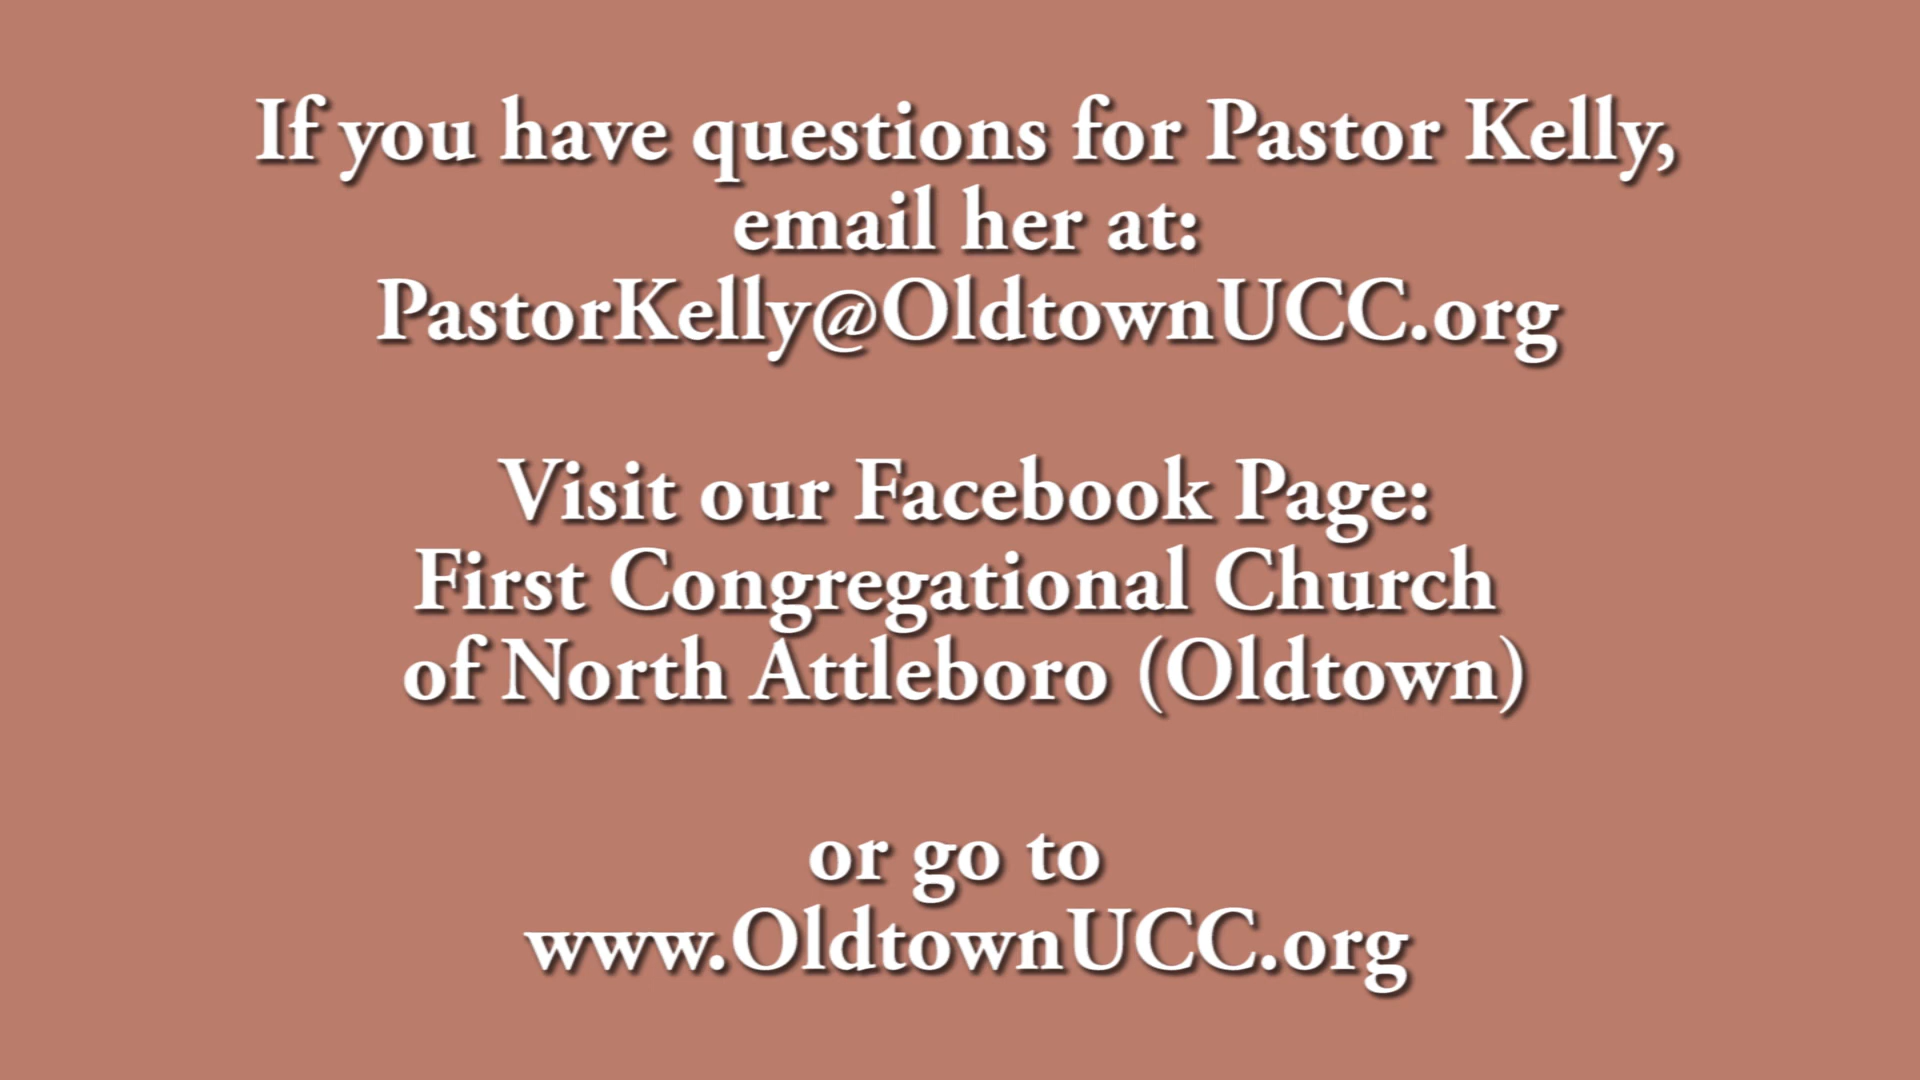 If you have questions for Pastor Kelly,
email her at:
PastorKelly@OldtownUCC.org
Visit our Facebook Page:
First Congregational Church
of North Attleboro (Oldtown)
or go to
www.OldtownUCC.org